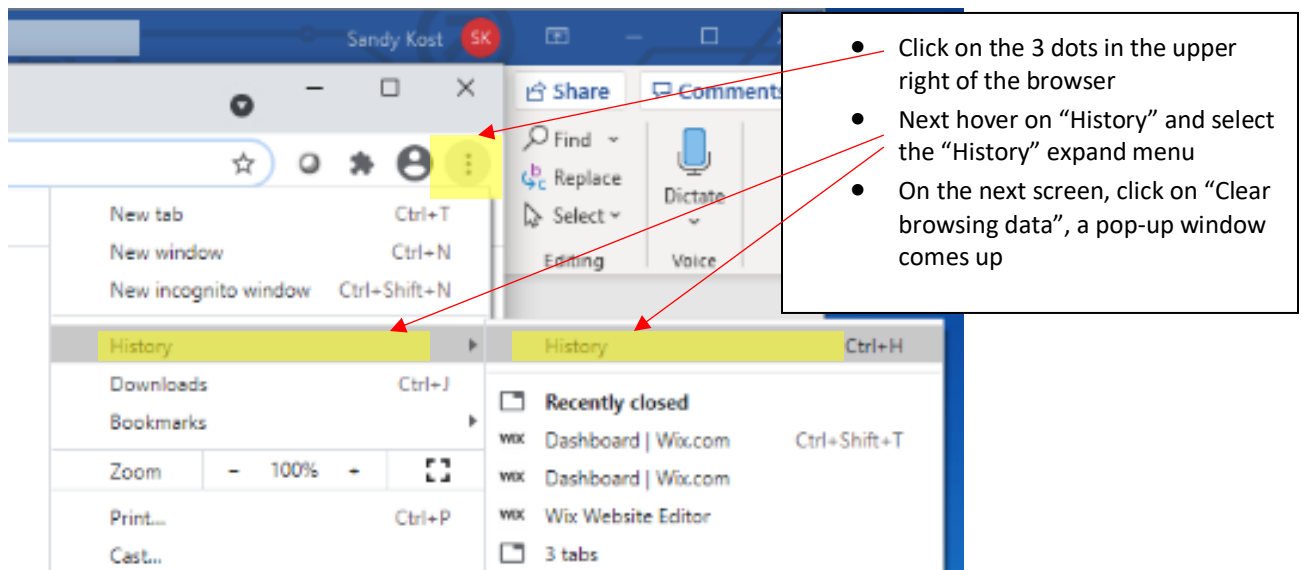 Sandy Kost SK
Share Comments
Find
Replace
Select
Dictate
Editing Voice
• Click on the 3 dots in the upper
right of the browser
• Next hover on “History” and select
the “History” expand menu
• On the next screen, click on “Clear
browsing data”, a pop-up window
comes up
New tab Ctrl+T
New window Ctrl+N
New incognito window Ctrl+Shift+N
History
Downloads Ctrl+J
Bookmarks
Zoom - 100% +
Print... Ctrl+P
Cast...
History Ctrl+H
Recently closed
WIX Dashboard | Wix.com Ctrl+Shift+T
WIX Dashboard | Wix.com
WIX Wix Website Editor
3 tabs